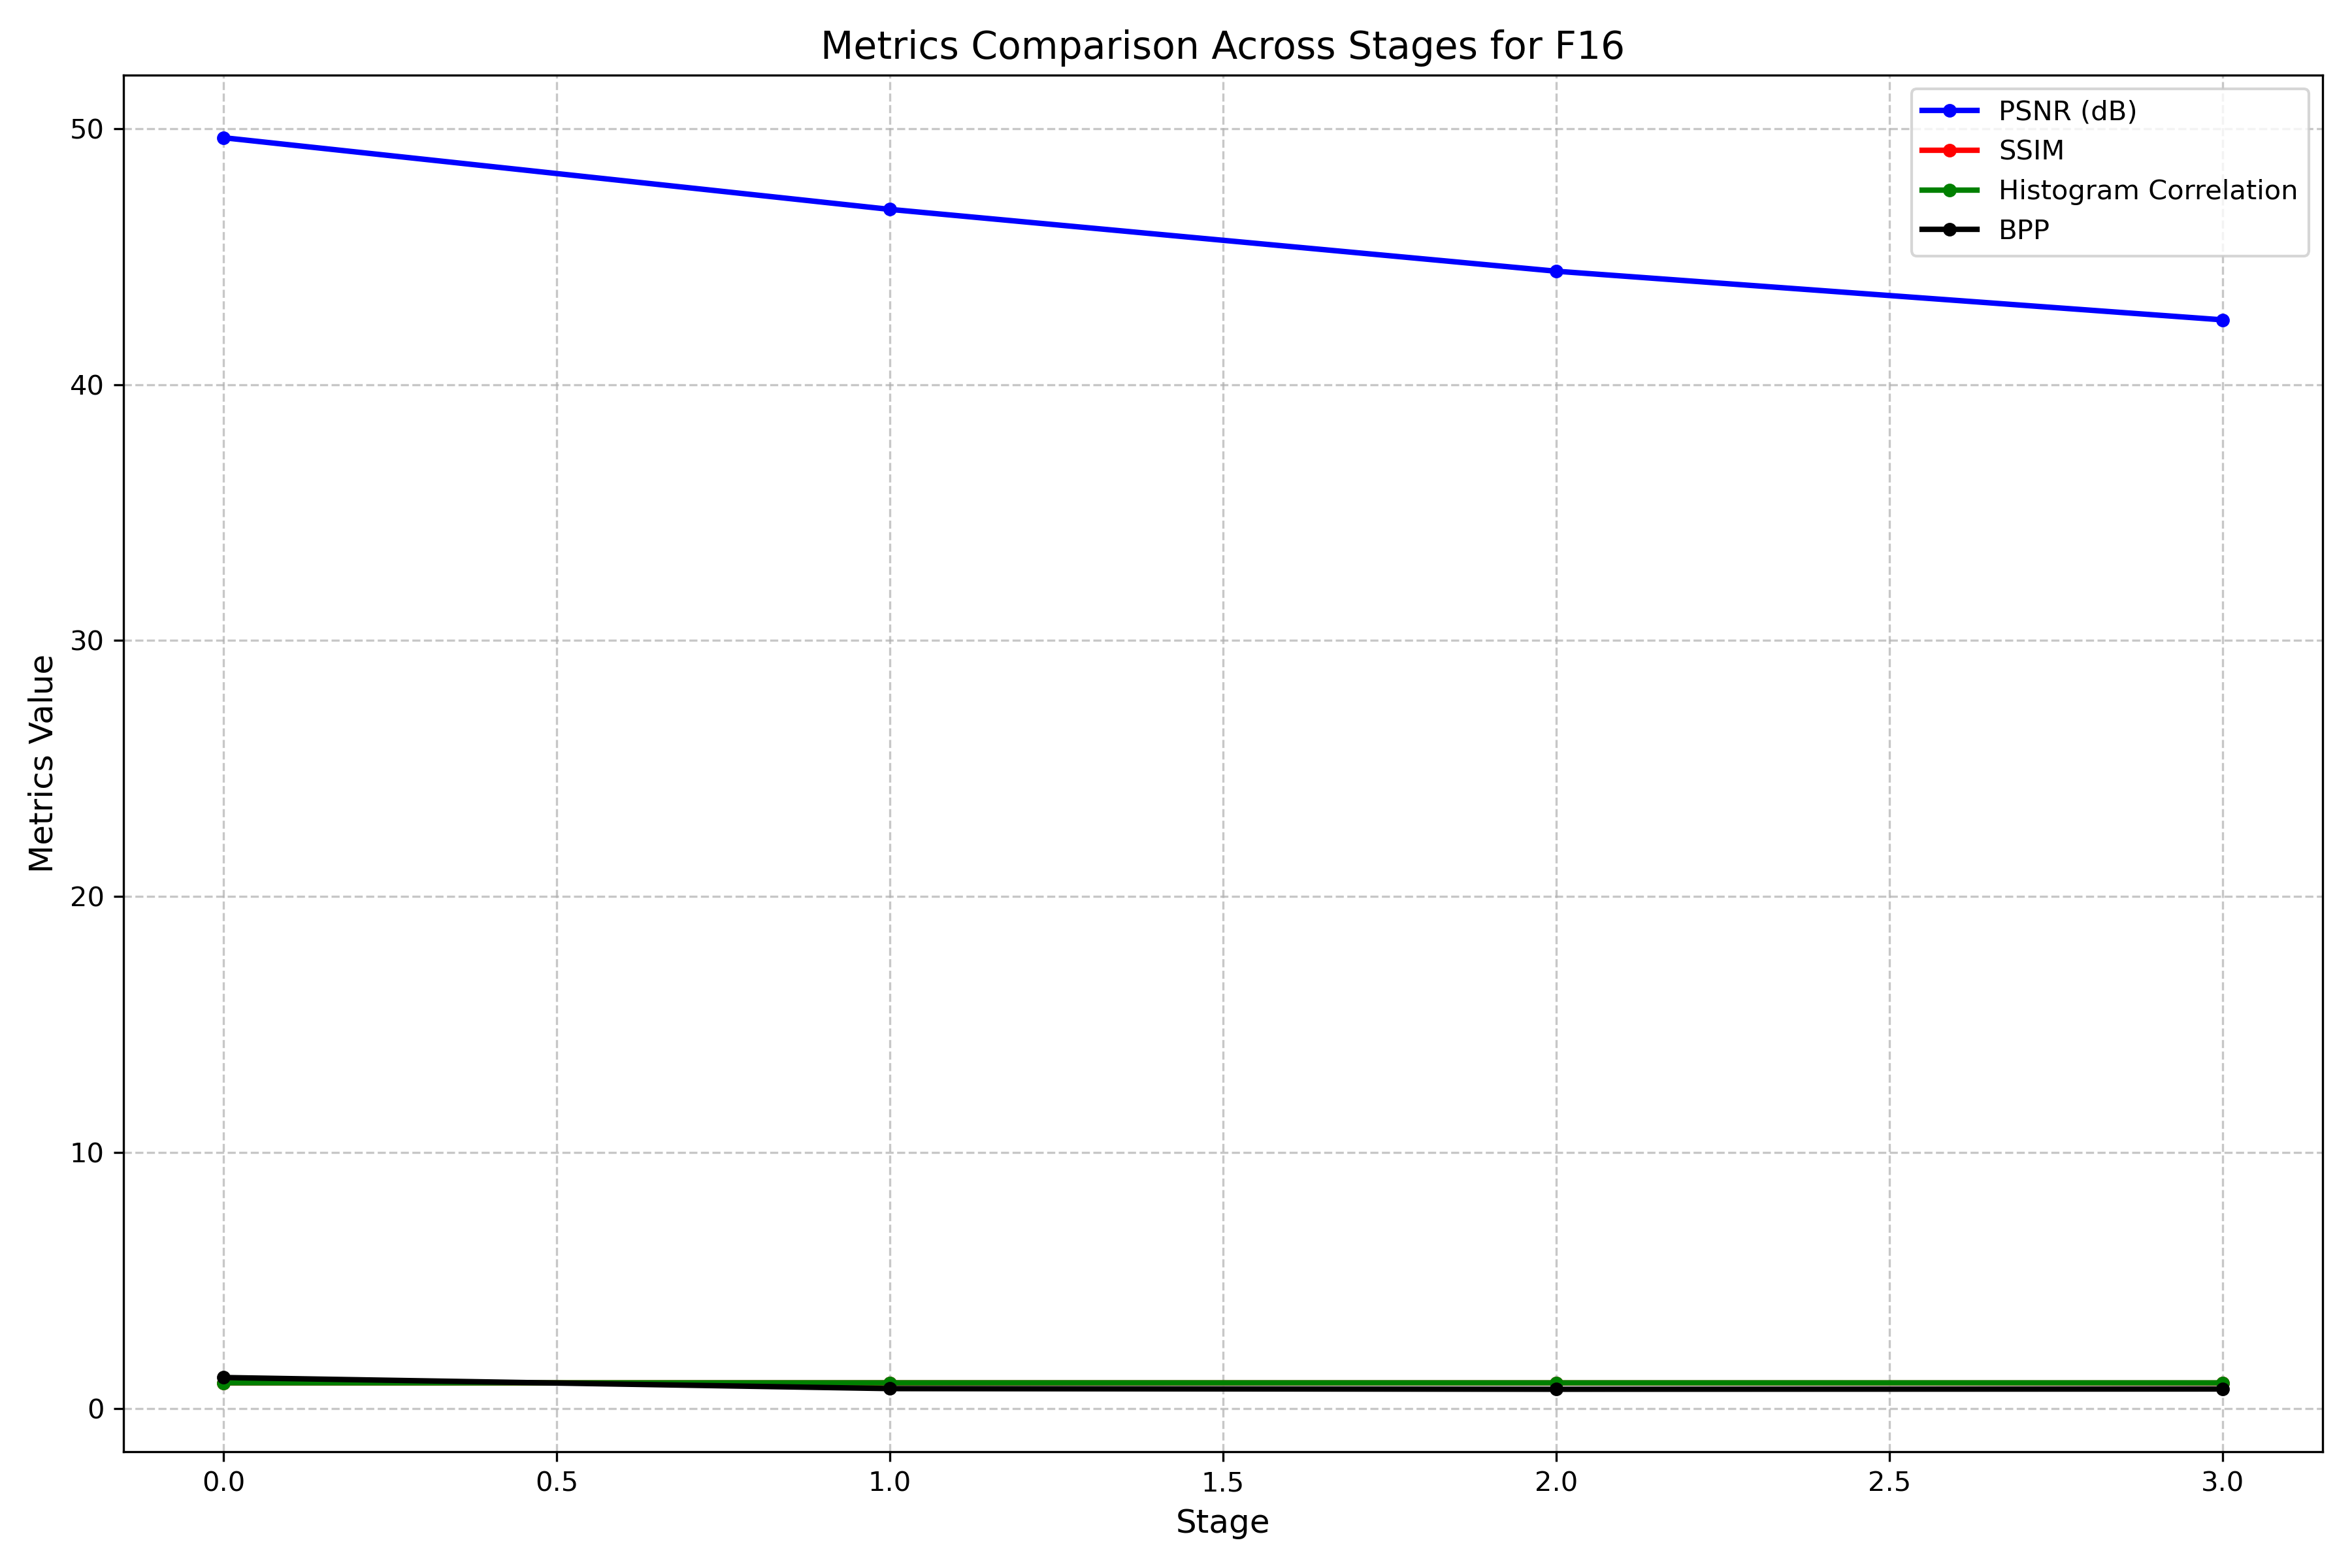 Metrics Comparison Across Stages for F16
PSNR (dB)
SSIM
Histogram Correlation
BPP
Metrics Value
50
40
30
20
10
0
0.0 0.5 1.0 1.5 2.0 2.5 3.0
Stage